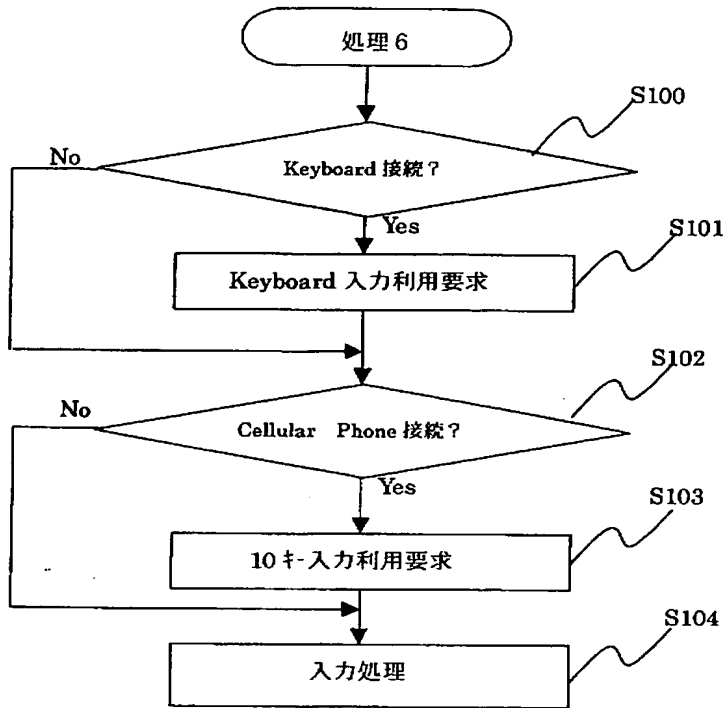 処理6
S100
No
Keyboard 接続?
Yes
S101
Keyboard 入力利用要求
S102
No
Cellular Phone 接続?
Yes
S103
10ｷｰ入力利用要求
S104
入力処理